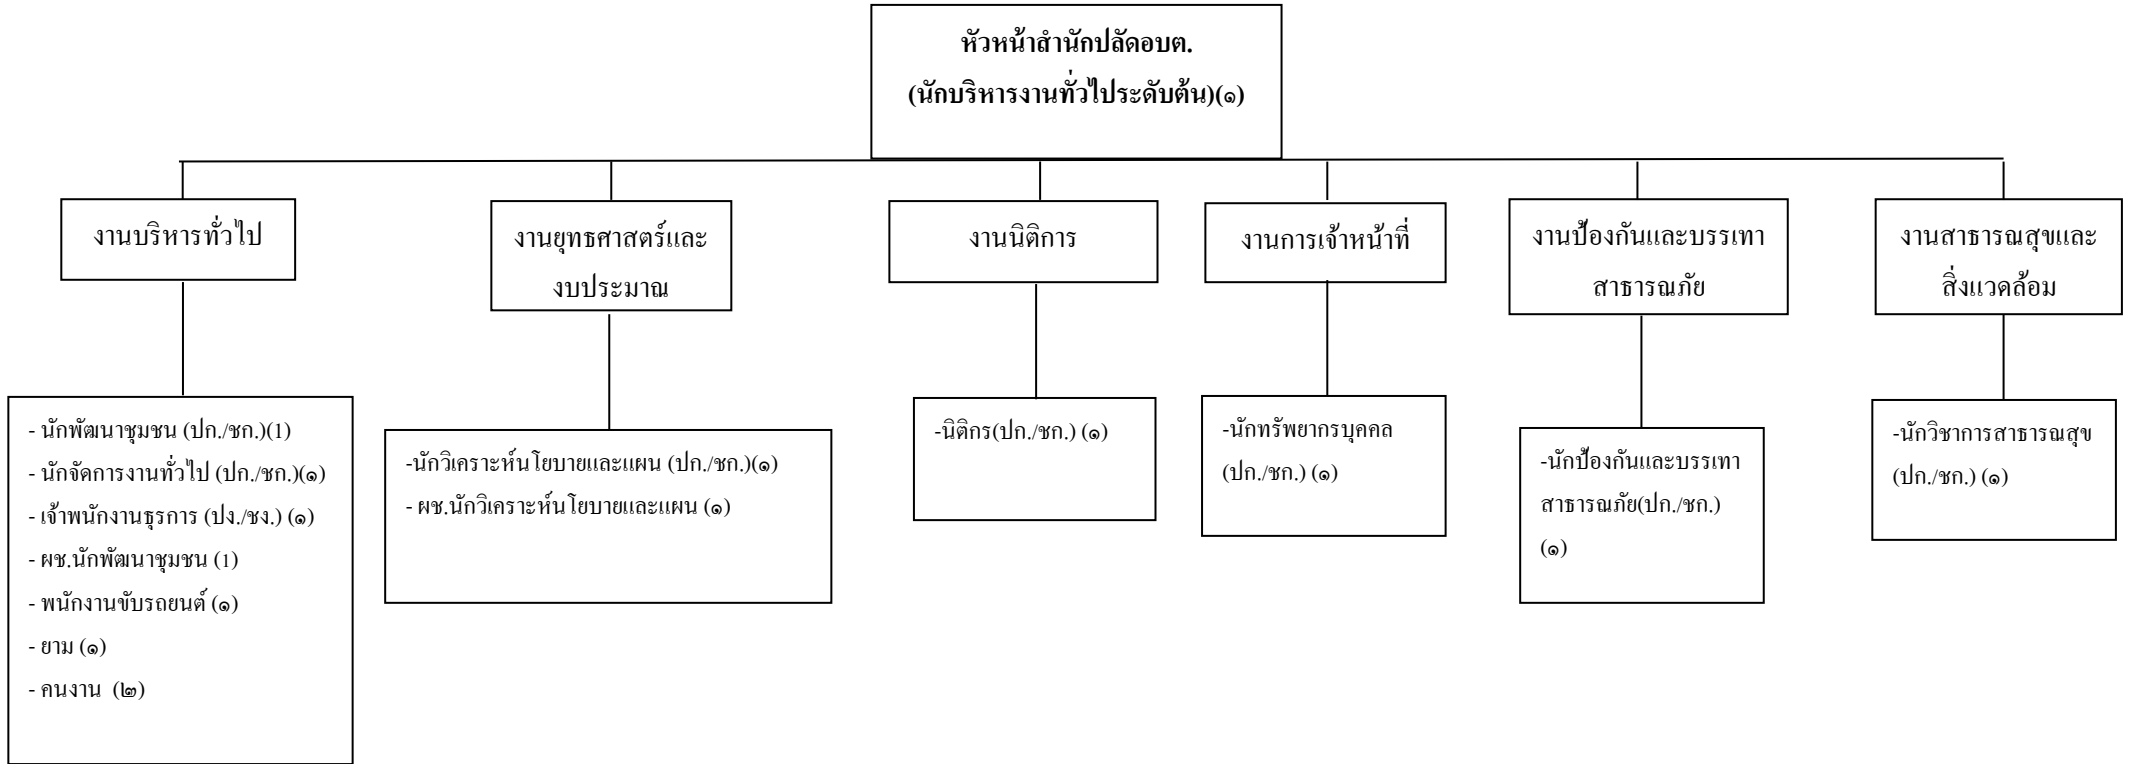 หัวหน้าสำนักปลัดอบต.
(นักบริหารงานทั่วไประดับต้น)(๑)
งานบริหารทั่วไป
งานยุทธศาสตร์และ
งบประมาณ
งานนิติการ
งานการเจ้าหน้าที่
งานป้องกันและบรรเทา
สาธารณภัย
งานสาธารณสุขและ
สิ่งแวดล้อม
- นักพัฒนาชุมชน (ปก./ชก.)(1)
- นักจัดการงานทั่วไป (ปก./ชก.)(๑)
- เจ้าพนักงานธุรการ (ปง./ชง.) (๑)
- ผช.นักพัฒนาชุมชน (1)
- พนักงานขับรถยนต์ (๑)
- ยาม (๑)
- คนงาน (๒)
-นักวิเคราะห์นโยบายและแผน (ปก./ชก.)(๑)
- ผช.นักวิเคราะห์นโยบายและแผน (๑)
-นิติกร(ปก./ชก.) (๑)
-นักทรัพยากรบุคคล
(ปก./ชก.) (๑)
-นักป้องกันและบรรเทา
สาธารณภัย(ปก./ชก.)
(๑)
-นักวิชาการสาธารณสุข
(ปก./ชก.) (๑)